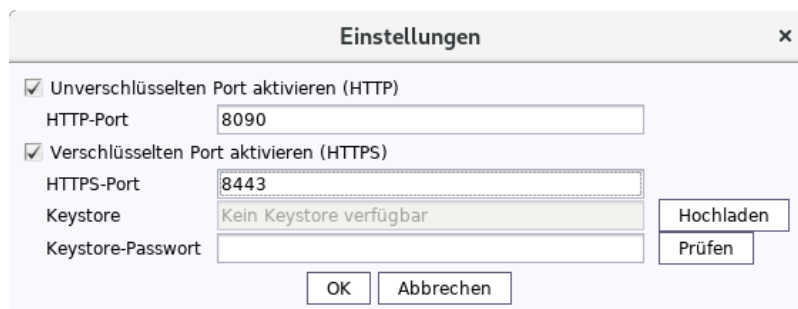 Einstellungen
Unverschlüsselten Port aktivieren (HTTP)
HTTP-Port 8090
Verschlüsselten Port aktivieren (HTTPS)
HTTPS-Port 8443
Keystore Kein Keystore verfügbar Hochladen
Keystore-Passwort Prüfen
OK Abbrechen